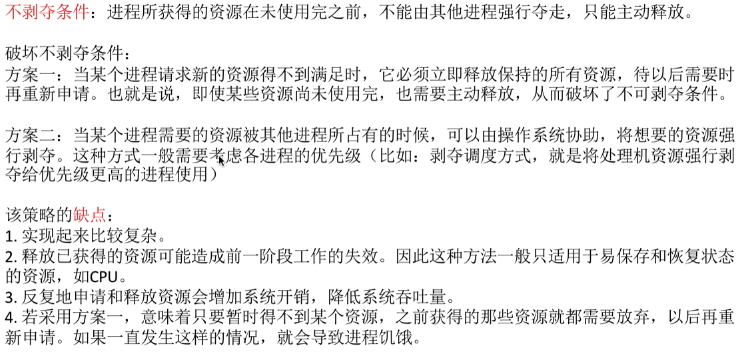 不剥夺条件：进程所获得的资源在未使用完之前，不能由其他进程强行夺走，只能主动释放。
破坏不剥夺条件：
方案一：当某个进程请求新的资源得不到满足时，它必须立即释放保持的所有资源，待以后需要时
再重新申请。也就是说，即使某些资源尚未使用完，也需要主动释放，从而破坏了不可剥夺条件。
方案二：当某个进程需要的资源被其他进程所占有的时候，可以由操作系统协助，将想要的资源强
行剥夺。这种方式一般需要考虑各进程的优先级（比如：剥夺调度方式，就是将处理机资源强行剥
夺给优先级更高的进程使用）
该策略的缺点：
1. 实现起来比较复杂。
2. 释放已获得的资源可能造成前一阶段工作的失效。因此这种方法一般只适用于易保存和恢复状态
的资源，如CPU。
3. 反复地申请和释放资源会增加系统开销，降低系统吞吐量。
4. 若采用方案一，意味着只要暂时得不到某个资源，之前获得的那些资源就都需要放弃，以后再重
新申请。如果一直发生这样的情况，就会导致进程饥饿。